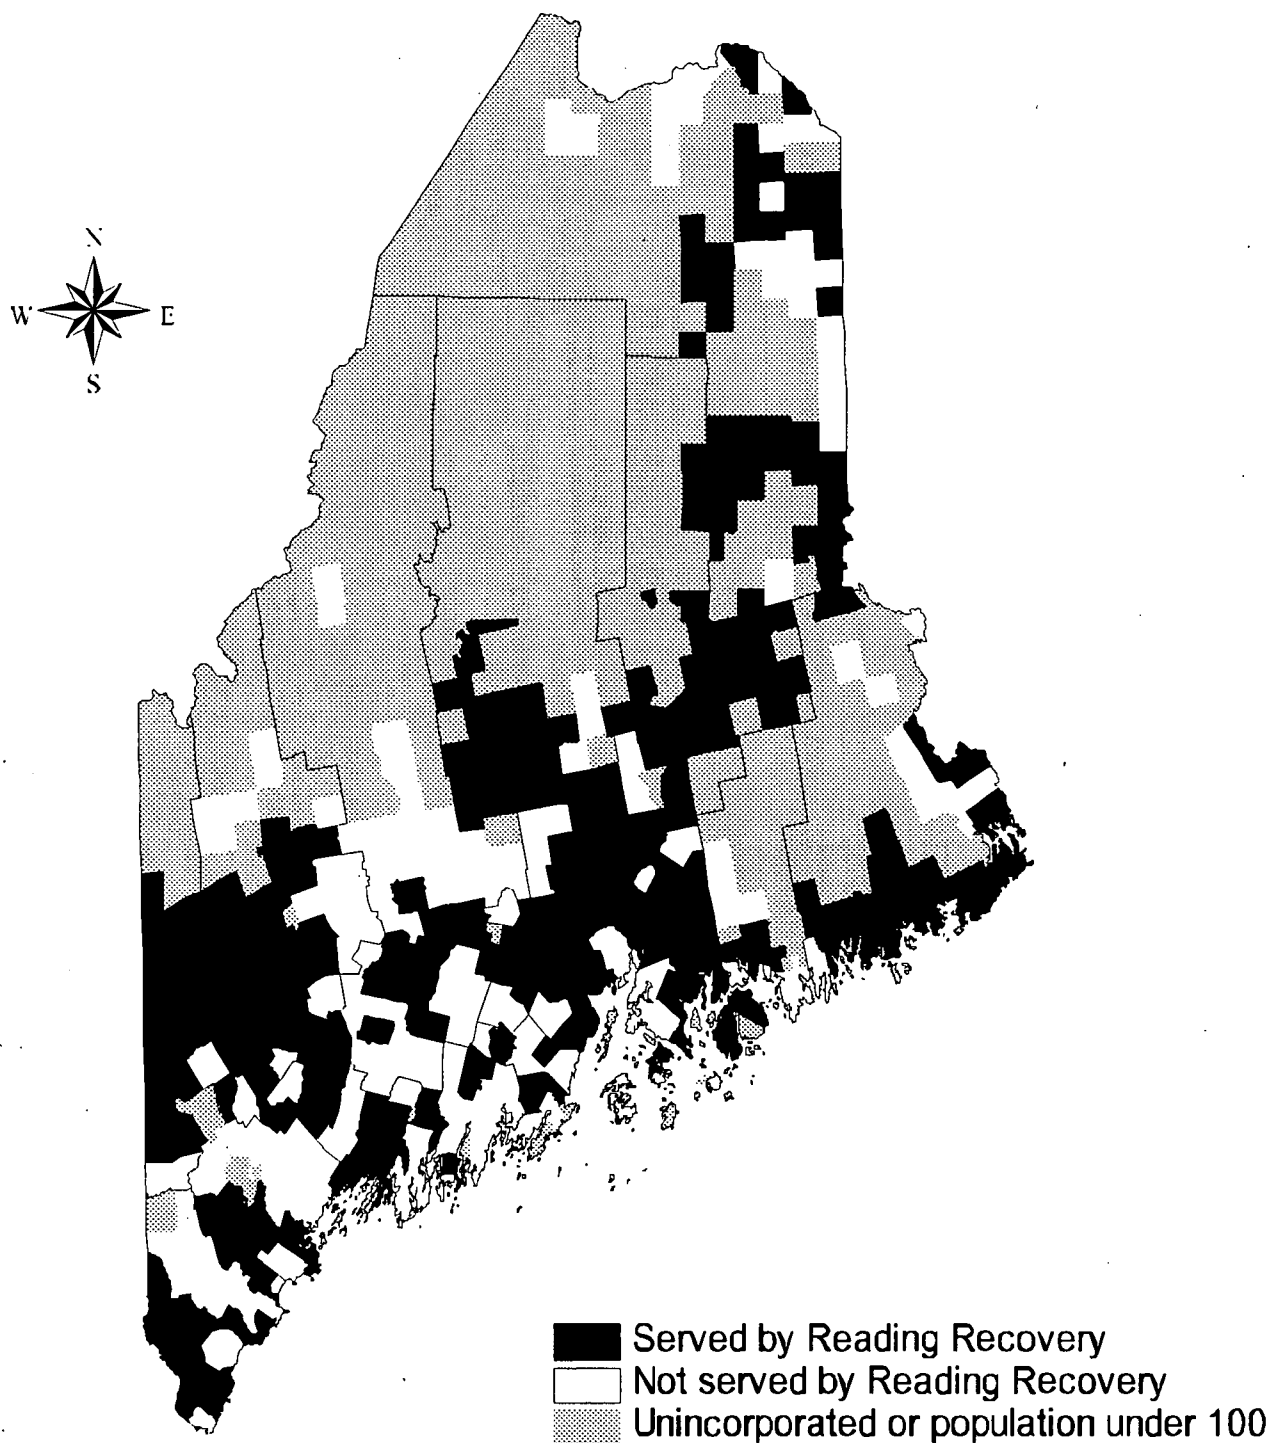 N
W E
S
Served by Reading Recovery
Not served by Reading Recovery
Unincorporated or population under 100